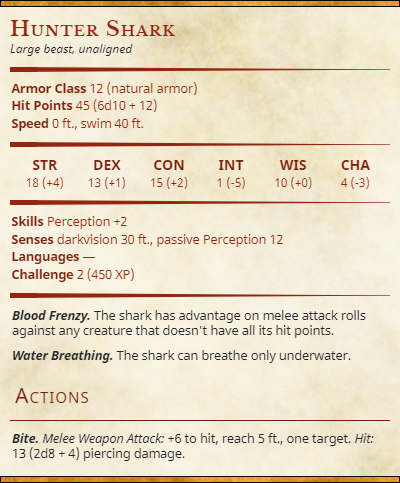 Hunter Shark
Large beast, unaligned
Armor Class 12 (natural armor)
Hit Points 45 (6d10 + 12)
Speed 0 ft., swim 40 ft.
STR DEX CON INT WIS CHA
18 (+4) 13 (+1) 15 (+2) 1 (-5) 10 (+0) 4 (-3)
Skills Perception +2
Senses darkvision 30 ft., passive Perception 12
Languages —
Challenge 2 (450 XP)
Blood Frenzy. The shark has advantage on melee attack rolls
against any creature that doesn't have all its hit points.
Water Breathing. The shark can breathe only underwater.
Actions
Bite. Melee Weapon Attack: +6 to hit, reach 5 ft., one target. Hit:
13 (2d8 + 4) piercing damage.